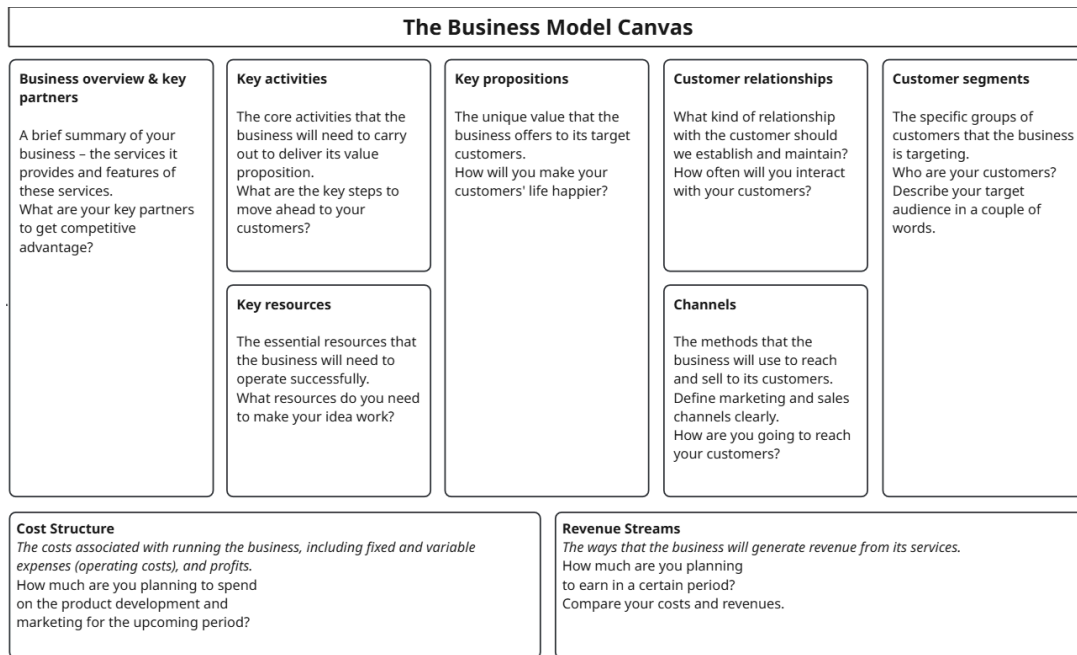 The Business Model Canvas
Business overview & key
partners
A brief summary of your
business – the services it
provides and features of
these services.
What are your key partners
to get competitive
advantage?
Key activities
The core activities that the
business will need to carry
out to deliver its value
proposition.
What are the key steps to
move ahead to your
customers?
Key resources
The essential resources that
the business will need to
operate successfully.
What resources do you need
to make your idea work?
Key propositions
The unique value that the
business offers to its target
customers.
How will you make your
customers' life happier?
Customer relationships
What kind of relationship
with the customer should
we establish and maintain?
How often will you interact
with your customers?
Channels
The methods that the
business will use to reach
and sell to its customers.
Define marketing and sales
channels clearly.
How are you going to reach
your customers?
Customer segments
The specific groups of
customers that the business
is targeting.
Who are your customers?
Describe your target
audience in a couple of
words.
Cost Structure
The costs associated with running the business, including fixed and variable
expenses (operating costs), and profits.
How much are you planning to spend
on the product development and
marketing for the upcoming period?
Revenue Streams
The ways that the business will generate revenue from its services.
How much are you planning
to earn in a certain period?
Compare your costs and revenues.